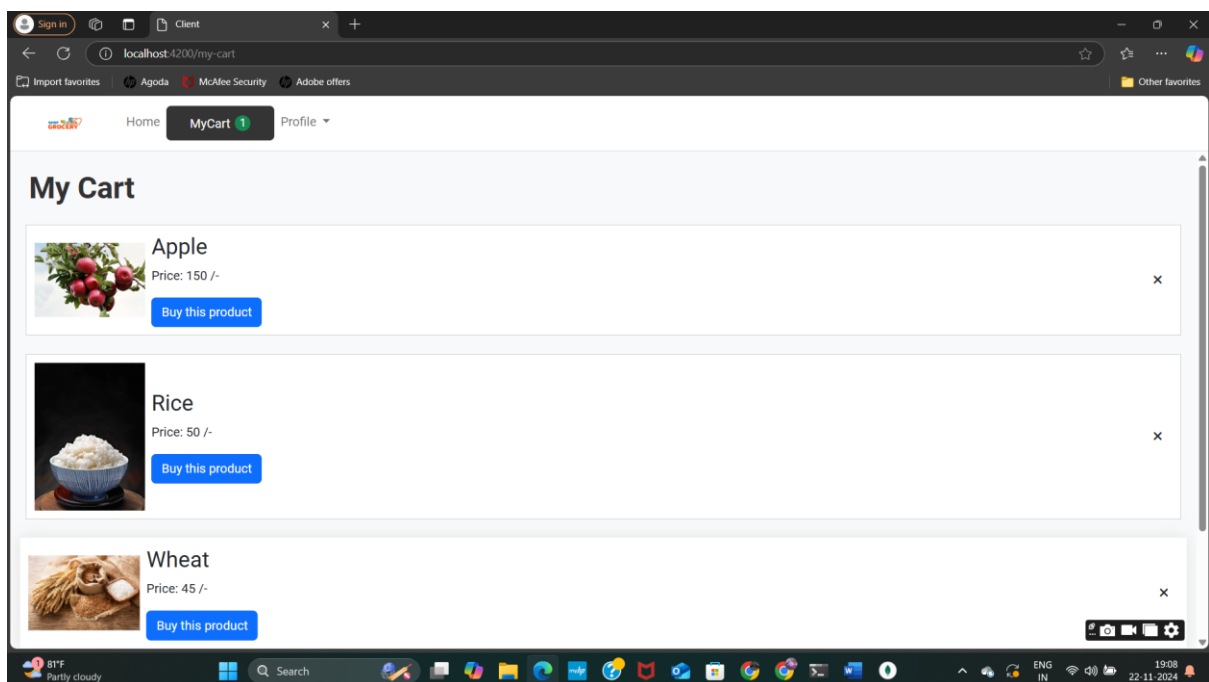 Sign in
Client
localhost:4200/my-cart
Import favorites Agoda McAfee Security Adobe offers Other favorites
GROCERY
Home MyCart 1 Profile
My Cart
Apple
Price: 150 /-
Buy this product
Rice
Price: 50 /-
Buy this product
Wheat
Price: 45 /-
Buy this product
1
81°F
Partly cloudy
Search
ENG
IN
19:08
22-11-2024